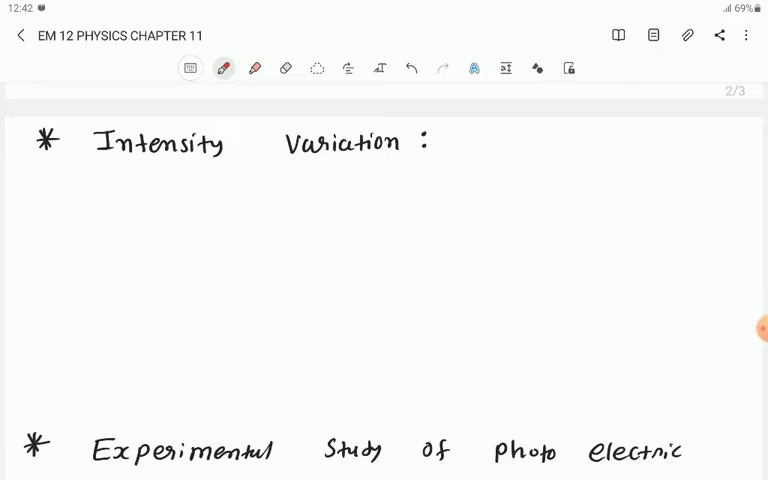 12:42 69%
EM 12 PHYSICS CHAPTER 11
2/3
* Intensity Variation :
* Experimental Study of photo electric